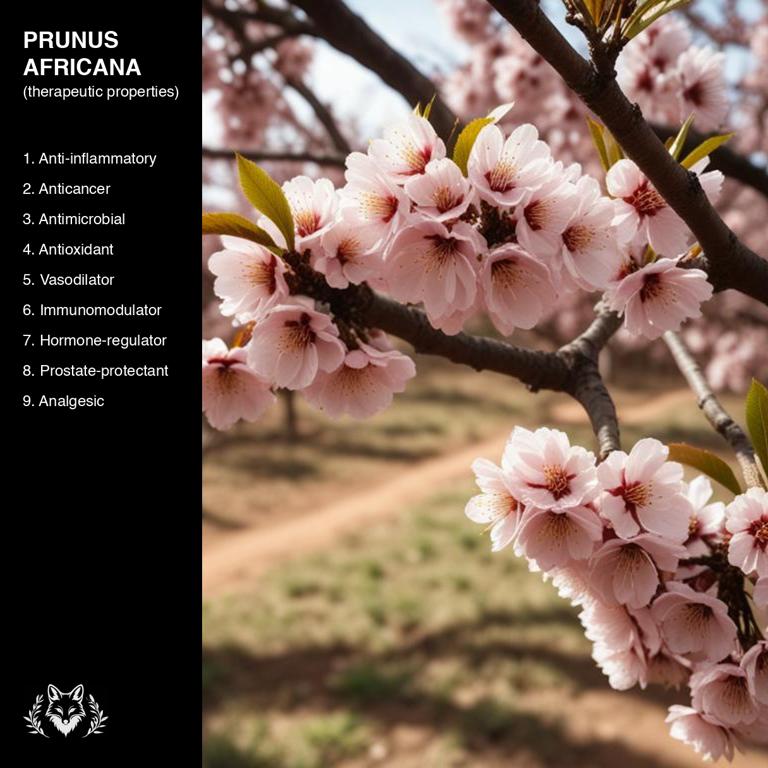 PRUNUS
AFRICANA
(therapeutic properties)
1. Anti-inflammatory
2. Anticancer
3. Antimicrobial
4. Antioxidant
5. Vasodilator
6. Immunomodulator
7. Hormone-regulator
8. Prostate-protectant
9. Analgesic